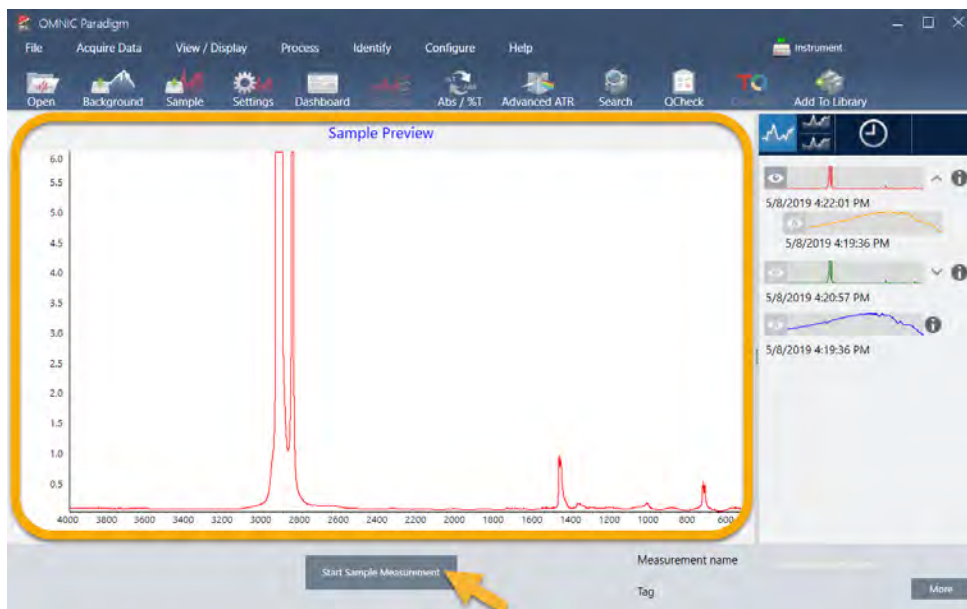 OMNIC Paradigm
File Acquire Data View / Display Process Identify Configure Help Instrument
Open Background Sample Settings Dashboard Abs / %T Advanced ATR Search QCheck Add To Library
Sample Preview
6.0
5.5
5.0
4.5
4.0
3.5
3.0
2.5
2.0
1.5
1.0
0.5
4000 3800 3600 3400 3200 3000 2800 2600 2400 2200 2000 1800 1600 1400 1200 1000 800 600
5/8/2019 4:22:01 PM
5/8/2019 4:19:36 PM
5/8/2019 4:20:57 PM
5/8/2019 4:19:36 PM
Start Sample Measurement
Measurement name
Tag
More